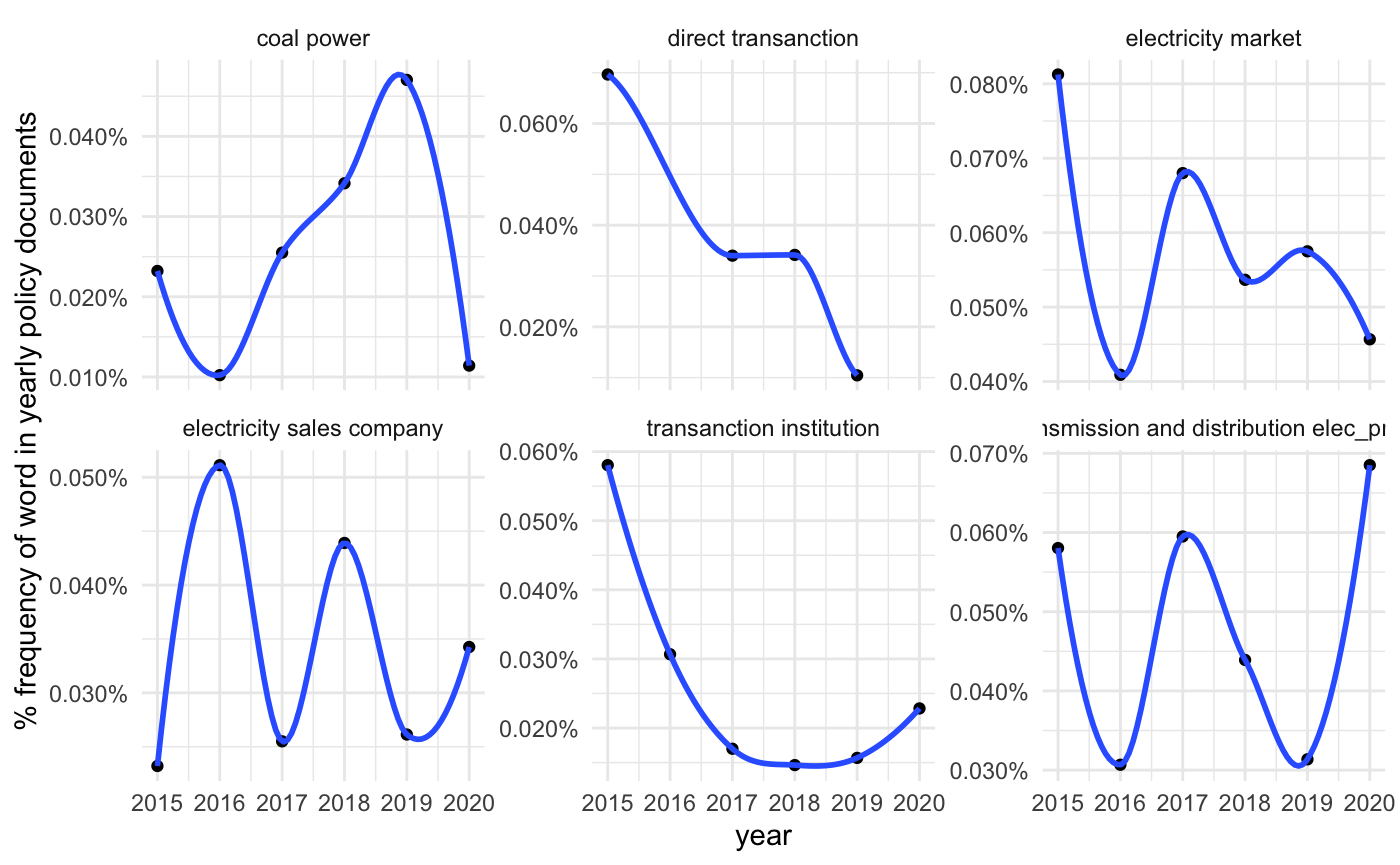 coal power
direct transanction
electricity market
% frequency of word in yearly policy documents
0.040%
0.030%
0.020%
0.010%
0.060%
0.040%
0.020%
0.080%
0.070%
0.060%
0.050%
0.040%
electricity sales company
transanction institution
nsmission and distribution elec_pr
0.050%
0.040%
0.030%
0.060%
0.050%
0.040%
0.030%
0.020%
0.070%
0.060%
0.050%
0.040%
0.030%
2015 2016 2017 2018 2019 2020
2015 2016 2017 2018 2019 2020
2015 2016 2017 2018 2019 2020
year